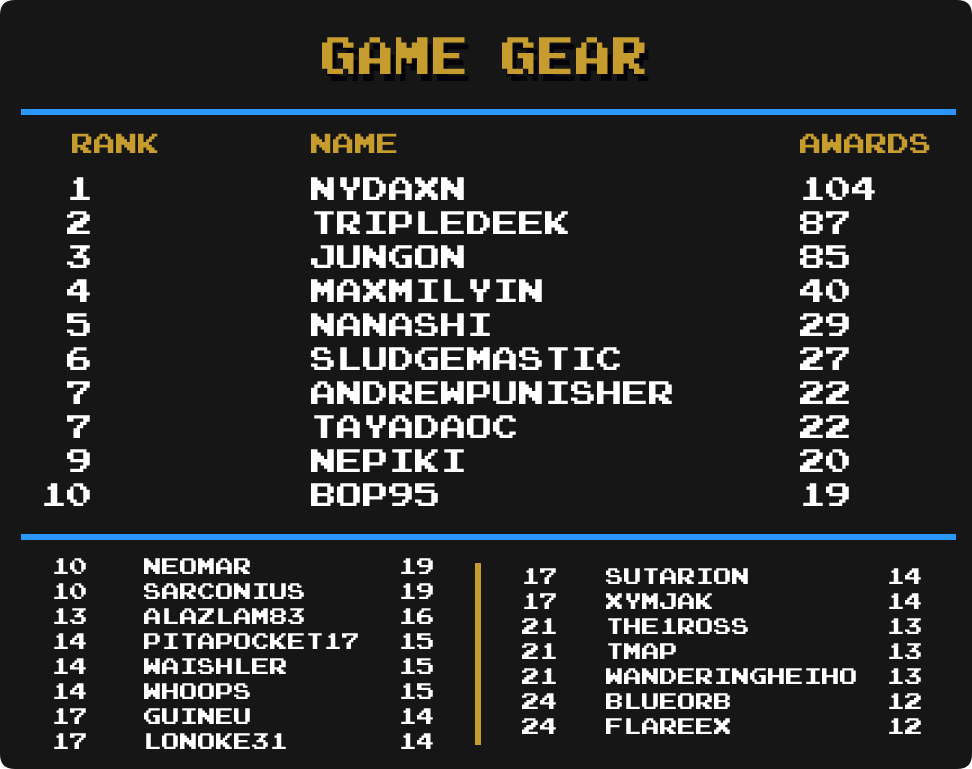 GAME GEAR
RANK NAME AWARDS
1 NYDAXN 104
2 TRIPLEDEEK 87
3 JUNGON 85
4 MAXMILYIN 40
5 NANASHI 29
6 SLUDGEMASTIC 27
7 ANDREWPUNISHER 22
7 TAYADAOC 22
9 NEPIKI 20
10 BOP95 19
10 NEOMAR 19
10 SARCONIUS 19
13 ALAZLAM83 16
14 PITAPOCKET17 15
14 WAISHLER 15
14 WHOOPS 15
17 GUINEU 14
17 LONOKE31 14
17 SUTARION 14
17 XYMJAK 14
21 THE1ROSS 13
21 TMAP 13
21 WANDERINGHEIHO 13
24 BLUEORB 12
24 FLAREEX 12